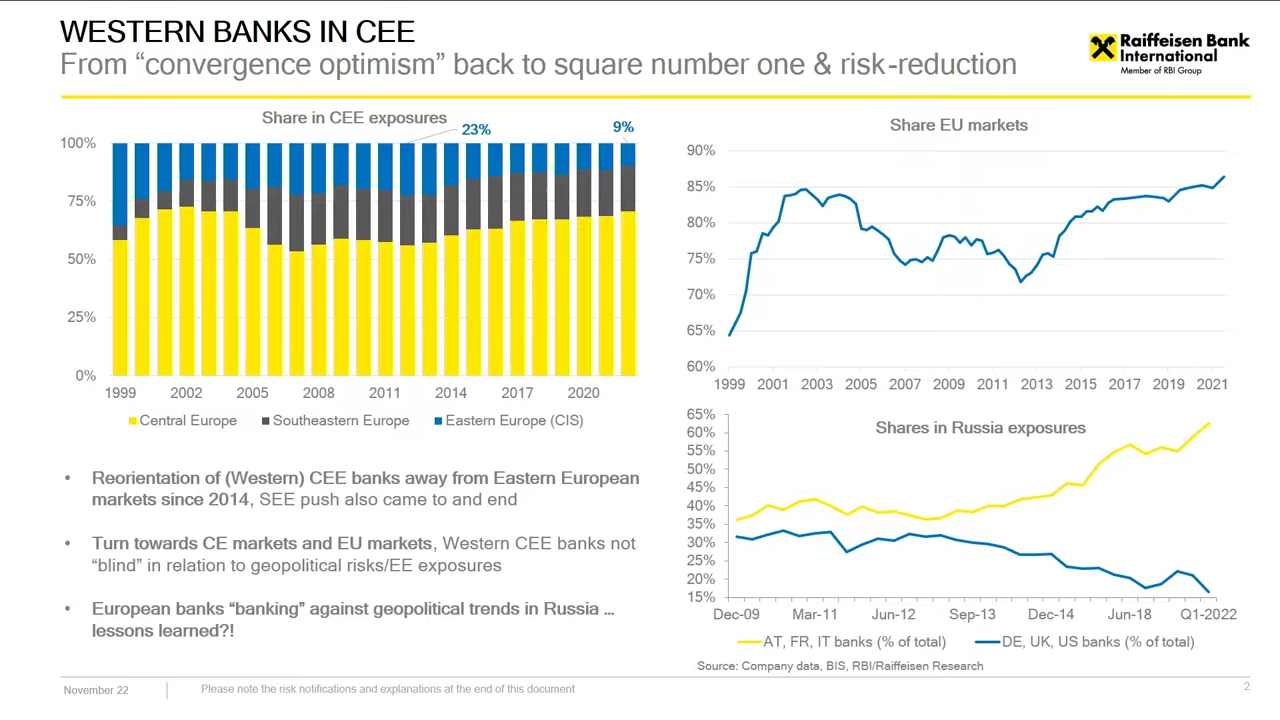 WESTERN BANKS IN CEE
From “convergence optimism” back to square number one & risk-reduction
Raiffeisen Bank
International
Member of RBI Group
Share in CEE exposures
23%
9%
100%
75%
50%
25%
0%
1999 2002 2005 2008 2011 2014 2017 2020
Central Europe Southeastern Europe Eastern Europe (CIS)
• Reorientation of (Western) CEE banks away from Eastern European
markets since 2014, SEE push also came to and end
• Turn towards CE markets and EU markets, Western CEE banks not
“blind” in relation to geopolitical risks/EE exposures
• European banks “banking” against geopolitical trends in Russia ...
lessons learned?!
Share EU markets
90%
85%
80%
75%
70%
65%
60%
1999 2001 2003 2005 2007 2009 2011 2013 2015 2017 2019 2021
Shares in Russia exposures
65%
60%
55%
50%
45%
40%
35%
30%
25%
20%
15%
Dec-09 Mar-11 Jun-12 Sep-13 Dec-14 Jun-18 Q1-2022
AT, FR, IT banks (% of total) DE, UK, US banks (% of total)
Source: Company data, BIS, RBI/Raiffeisen Research
November 22 Please note the risk notifications and explanations at the end of this document 2